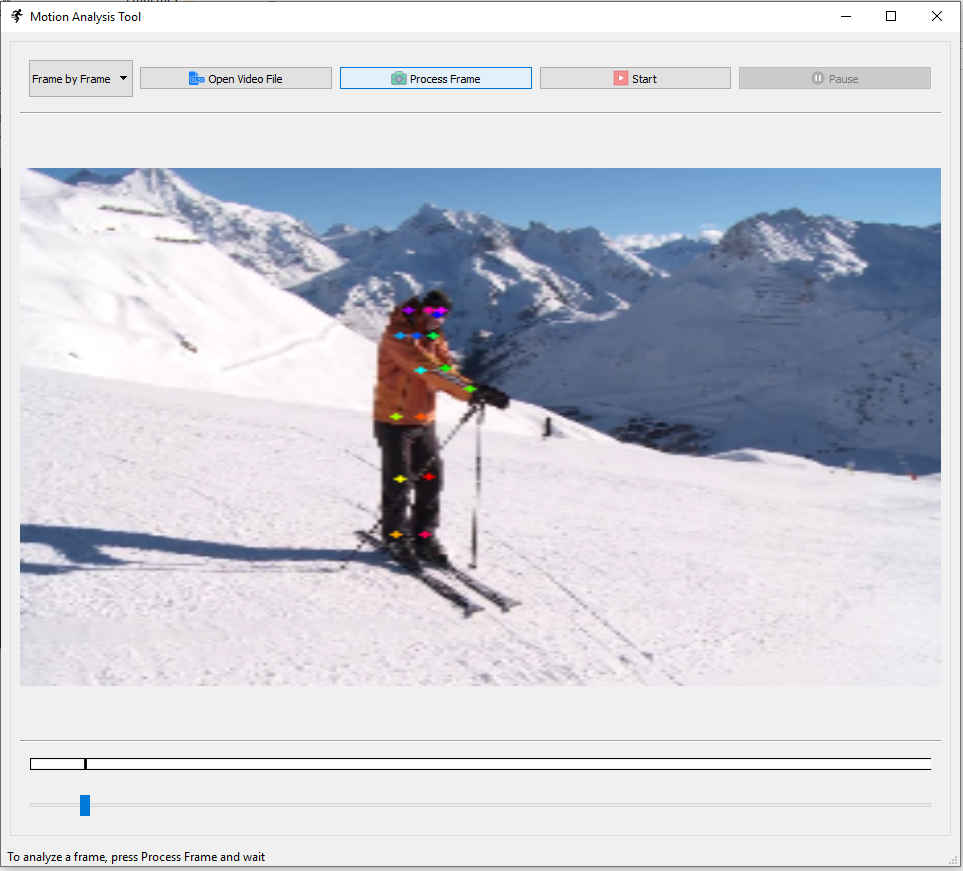 Motion Analysis Tool
Frame by Frame
Open Video File
Process Frame
Start
Pause
To analyze a frame, press Process Frame and wait